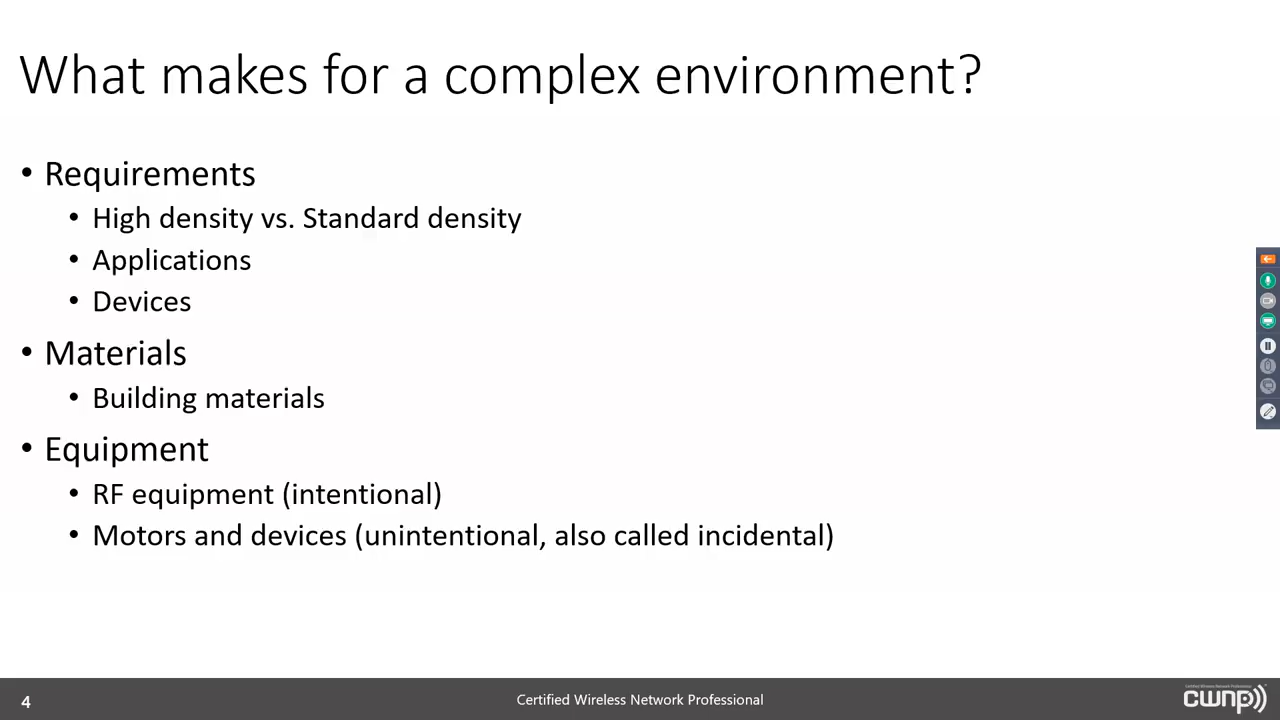 What makes for a complex environment?
• Requirements
• High density vs. Standard density
• Applications
• Devices
• Materials
• Building materials
• Equipment
• RF equipment (intentional)
• Motors and devices (unintentional, also called incidental)
4
Certified Wireless Network Professional
cwnp